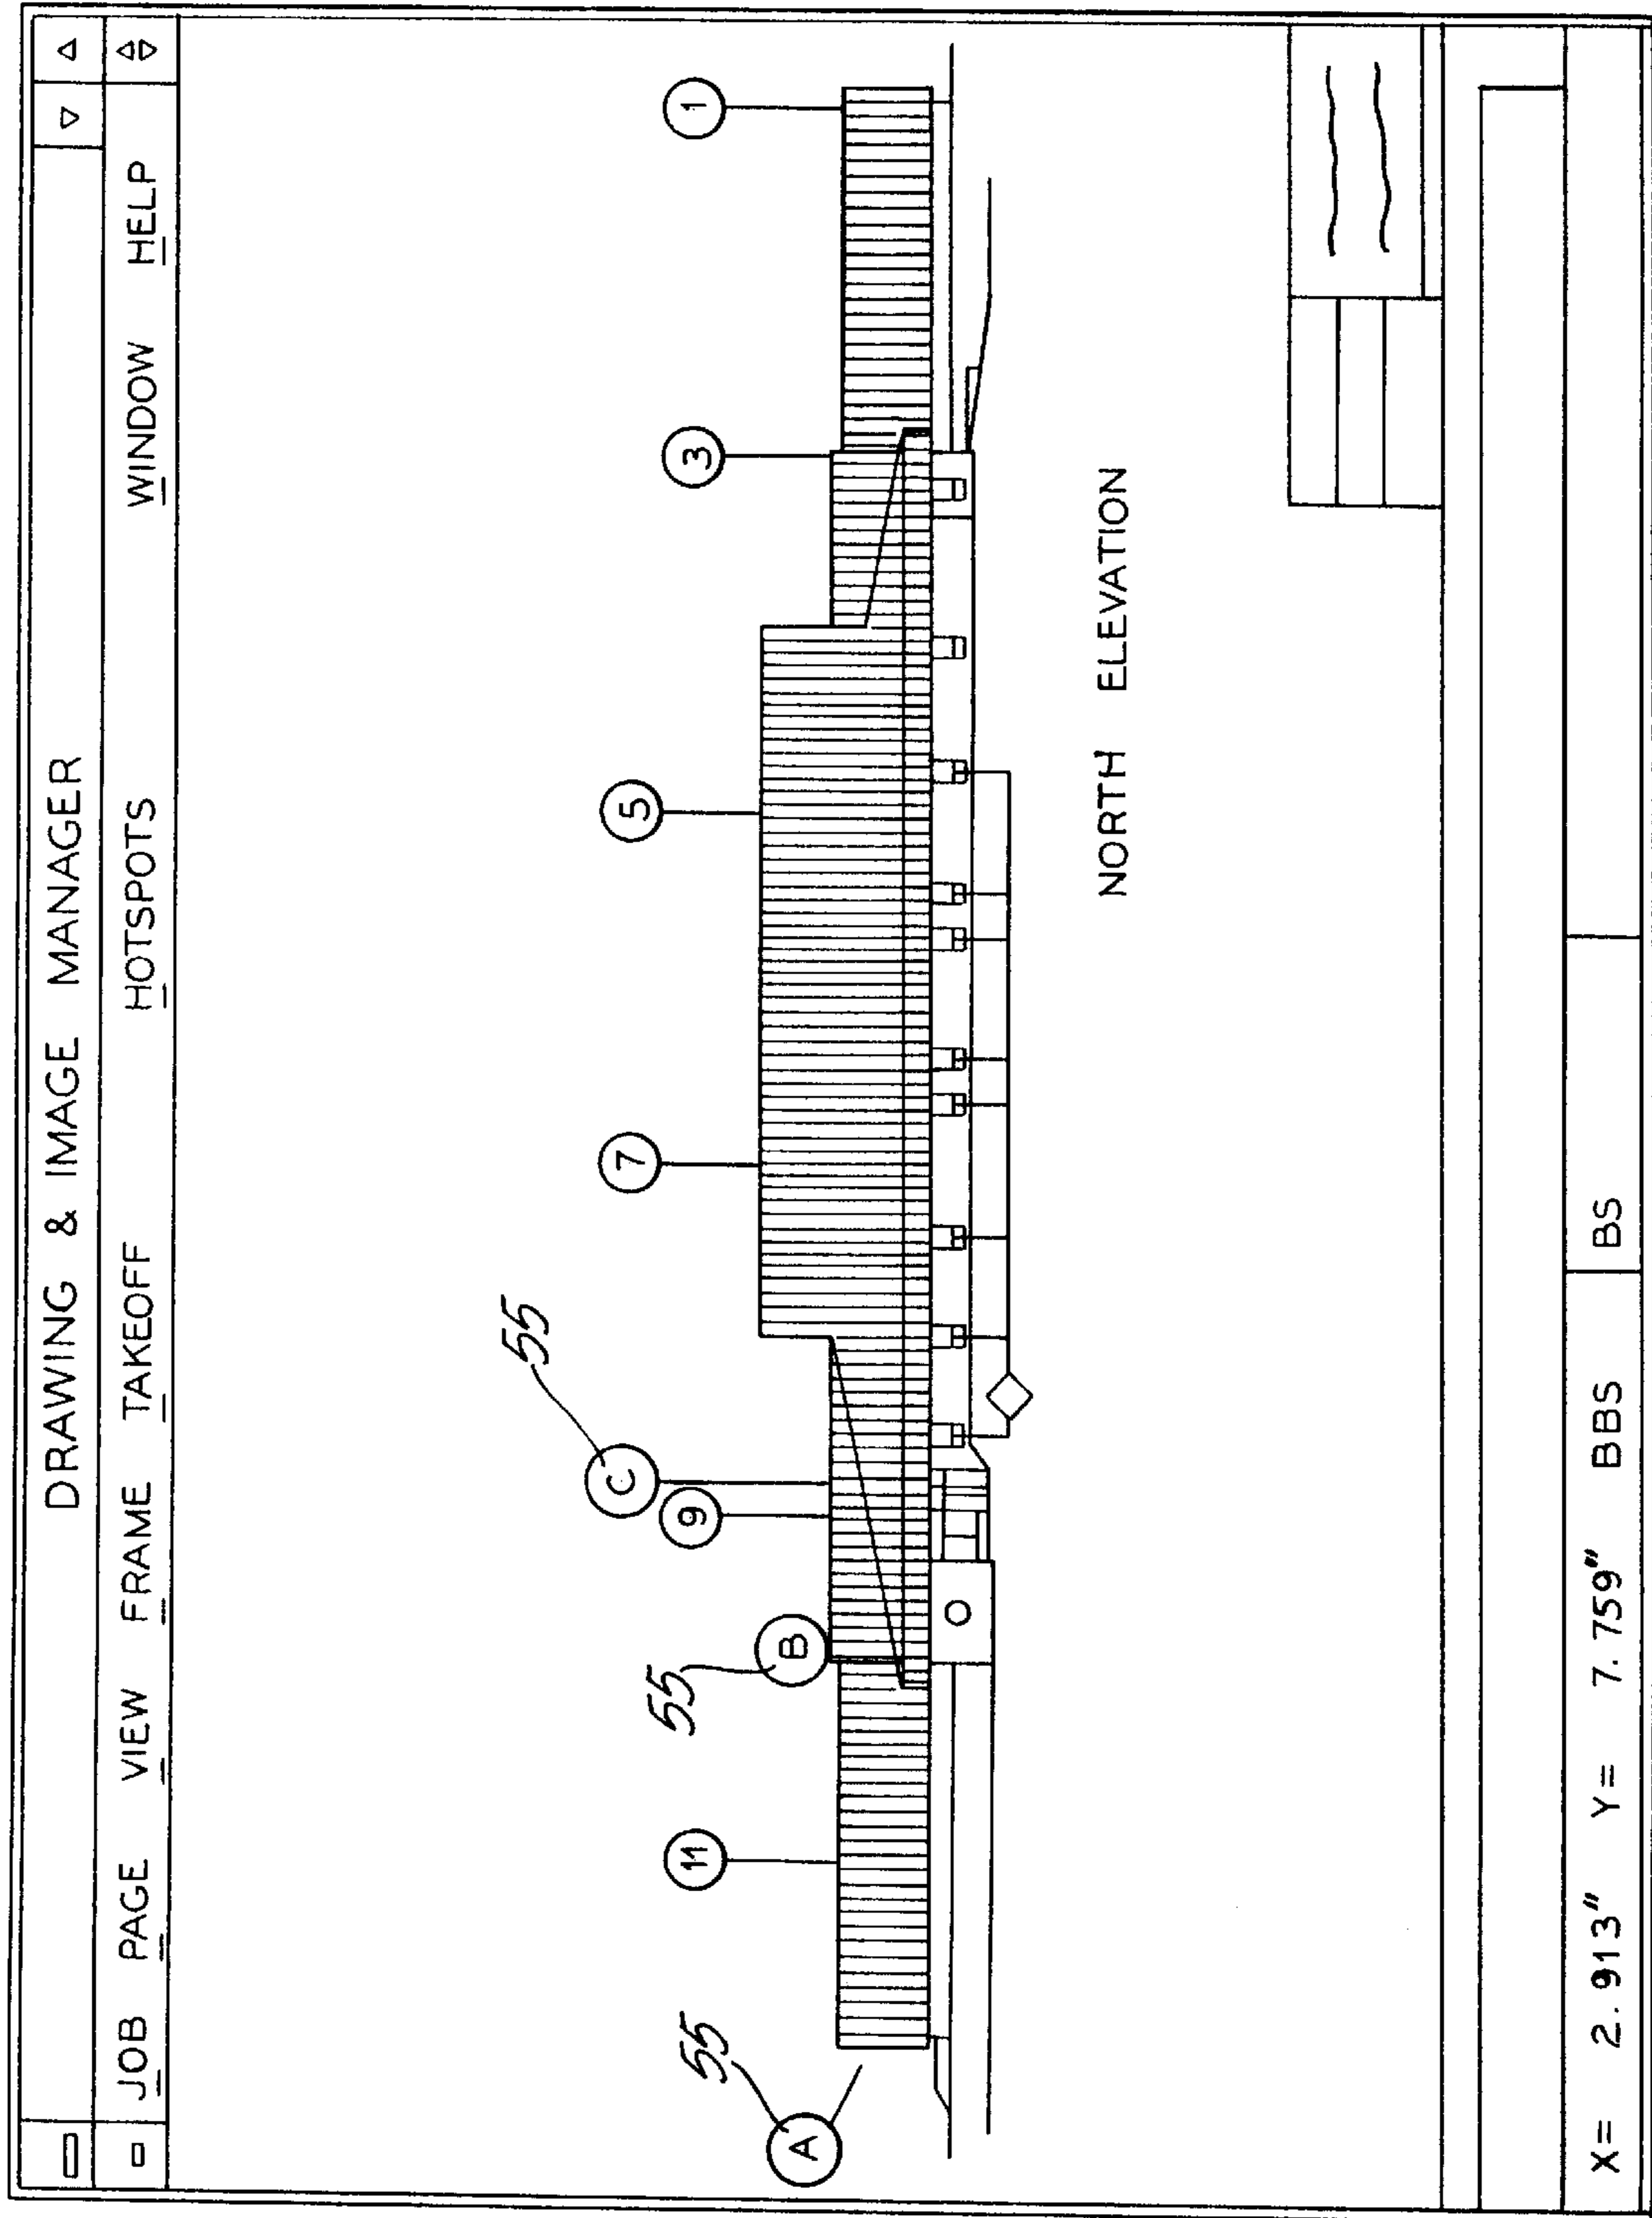 DRAWING & IMAGE MANAGER
JOB PAGE VIEW FRAME TAKEOFF HOTSPOTS WINDOW HELP
55
C
7
5
55
55
11
9
3
1
A
B
NORTH ELEVATION
X= 2.913" Y= 7.759" BBS BS